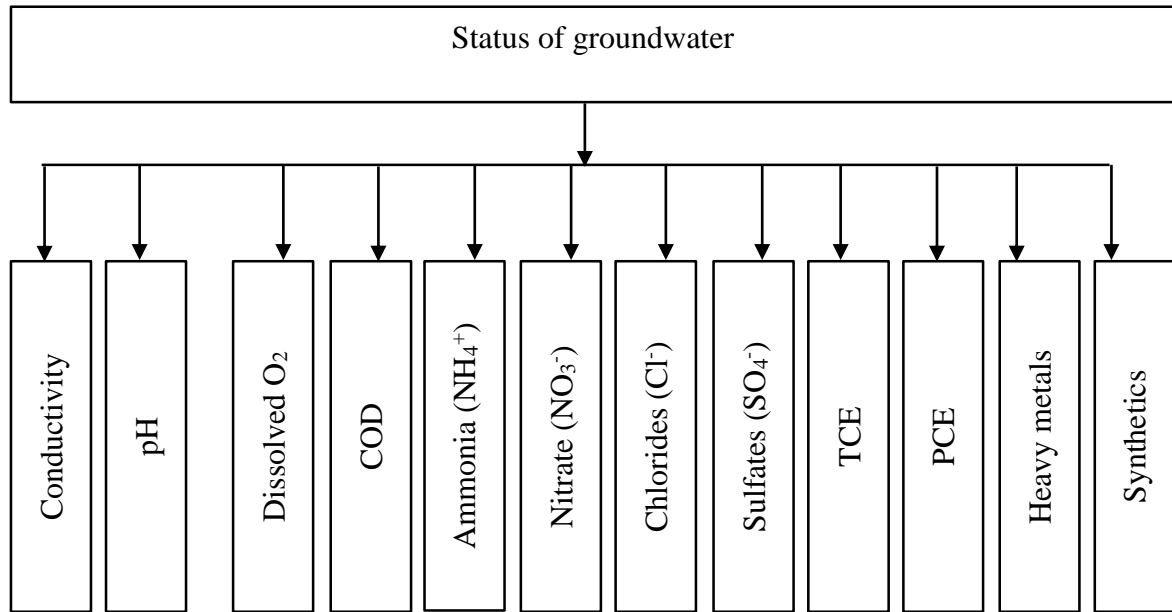 Status of groundwater
Conductivity
pH
Dissolved O₂
COD
Ammonia (NH₄⁺)
Nitrate (NO₃⁻)
Chlorides (Cl⁻)
Sulfates (SO₄⁻)
TCE
PCE
Heavy metals
Synthetics